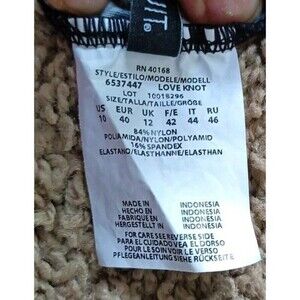 UIT.
RN 40168
STYLE/ESTILO/MODELE/MODELL
6537447 LOVE KNOT
LOT 10018296
SIZE/TALLA/TAILLE/GRÖßE
US EUR UK F/E IT RU
10 40 12 42 44 46
84% NYLON
POLIAMIDA/NYLON/POLYAMID
16% SPANDEX
ELASTANO/ELASTHANNE/ELASTHAN
MADE IN INDONESIA
HECHO EN INDONESIA
FABRIQUE EN INDONESIA
HERGESTELLT IN INDONESIA
FOR CARE SEE REVERSE SIDE
PARA EL CUIDADO VEA EL DORSO
POUR LE SOIN VOIR LE VERSO
PFLEGEANLEITUNG SIEHE RÜCKSEITE